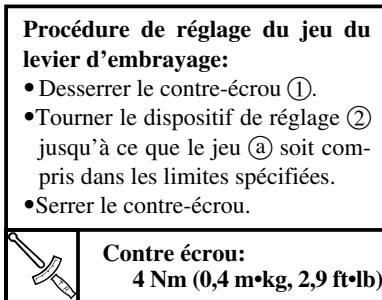 Procédure de réglage du jeu du
levier d'embrayage:
• Desserrer le contre-écrou ①.
•Tourner le dispositif de réglage ②
jusqu'à ce que le jeu ⓐ soit com-
pris dans les limites spécifiées.
•Serrer le contre-écrou.
Contre écrou:
4 Nm (0,4 m•kg, 2,9 ft•lb)